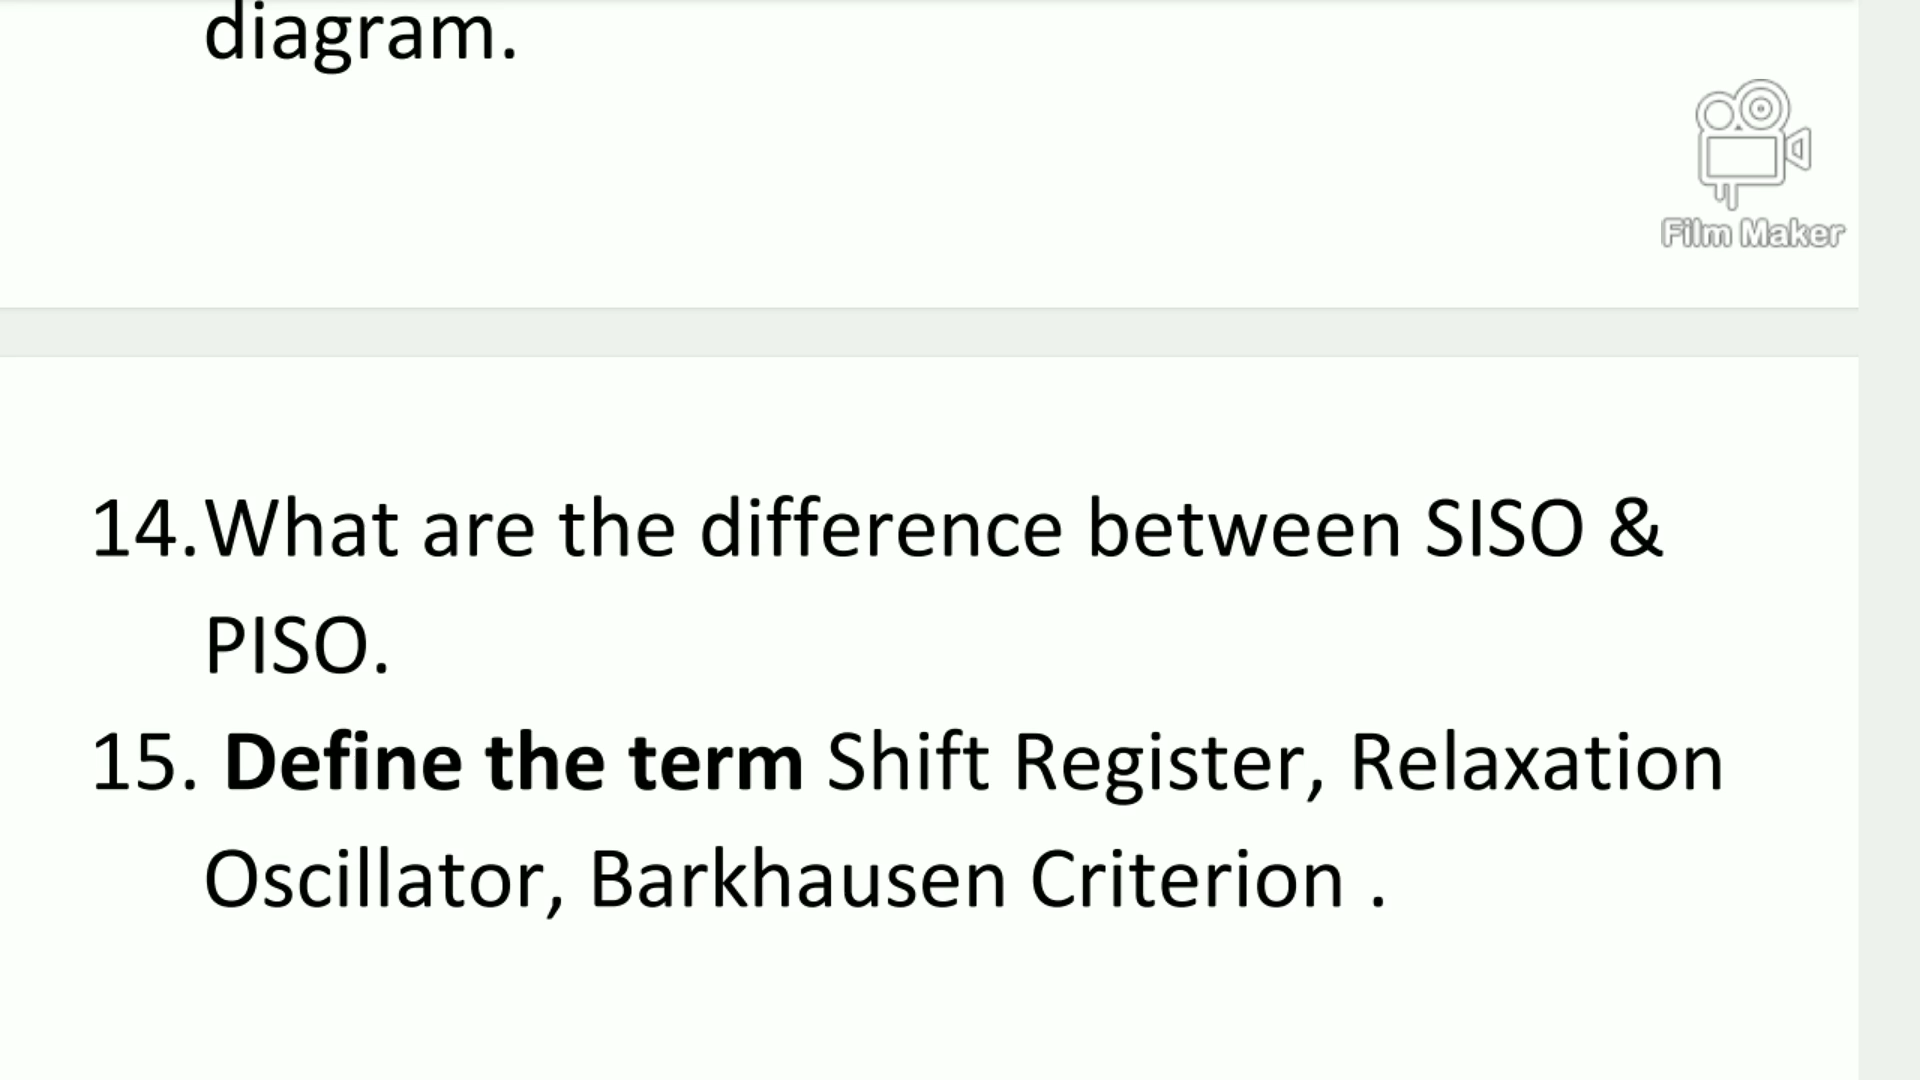 diagram.
Film Maker
14.What are the difference between SISO &
PISO.
15. Define the term Shift Register, Relaxation
Oscillator, Barkhausen Criterion .